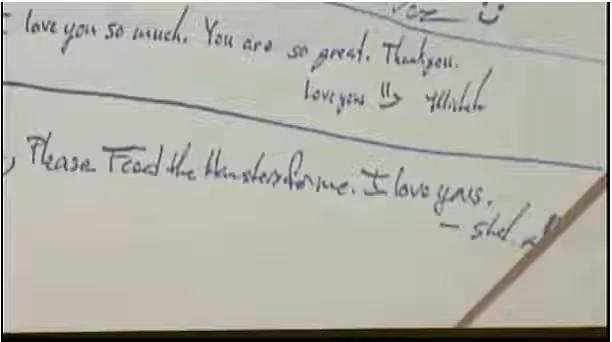 I love you so much. You are so great. Thankyou.
Love you
Please Feed the Hamsters for me. I love you.